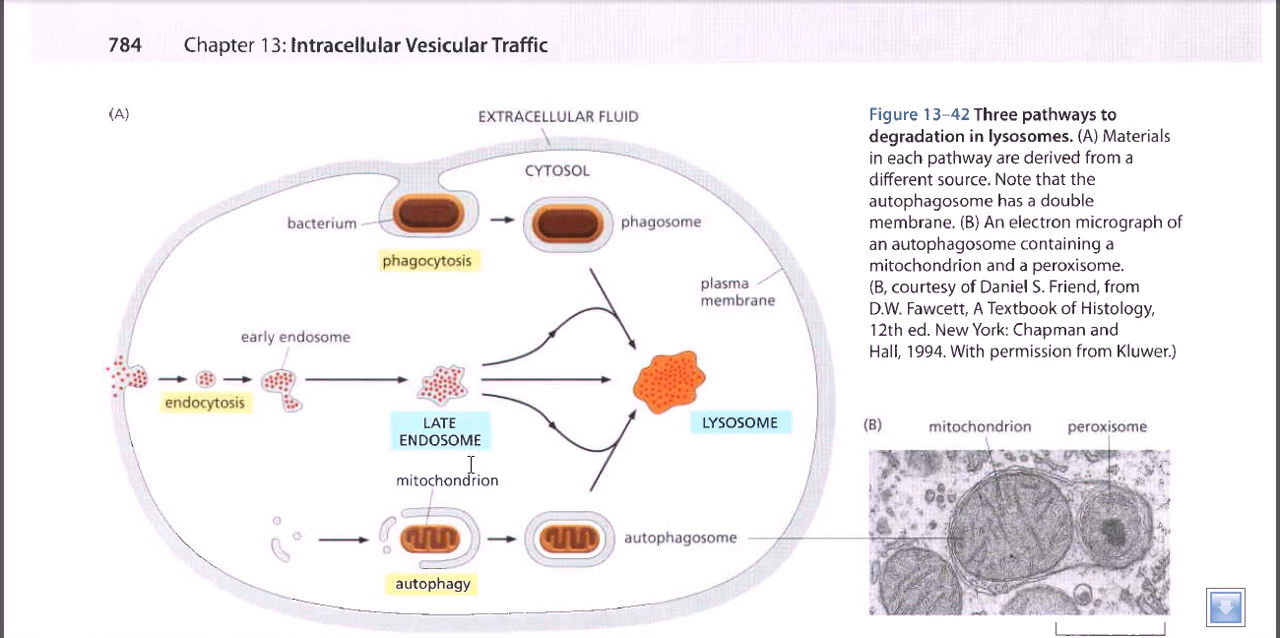 784 Chapter 13: Intracellular Vesicular Traffic
(A)
EXTRACELLULAR FLUID
CYTOSOL
bacterium
phagosome
phagocytosis
plasma
membrane
early endosome
endocytosis
LATE
ENDOSOME
LYSOSOME
mitochondrion
autophagosome
autophagy
Figure 13–42 Three pathways to
degradation in lysosomes. (A) Materials
in each pathway are derived from a
different source. Note that the
autophagosome has a double
membrane. (B) An electron micrograph of
an autophagosome containing a
mitochondrion and a peroxisome.
(B, courtesy of Daniel S. Friend, from
D.W. Fawcett, A Textbook of Histology,
12th ed. New York: Chapman and
Hall, 1994. With permission from Kluwer.)
(B)
mitochondrion
peroxisome